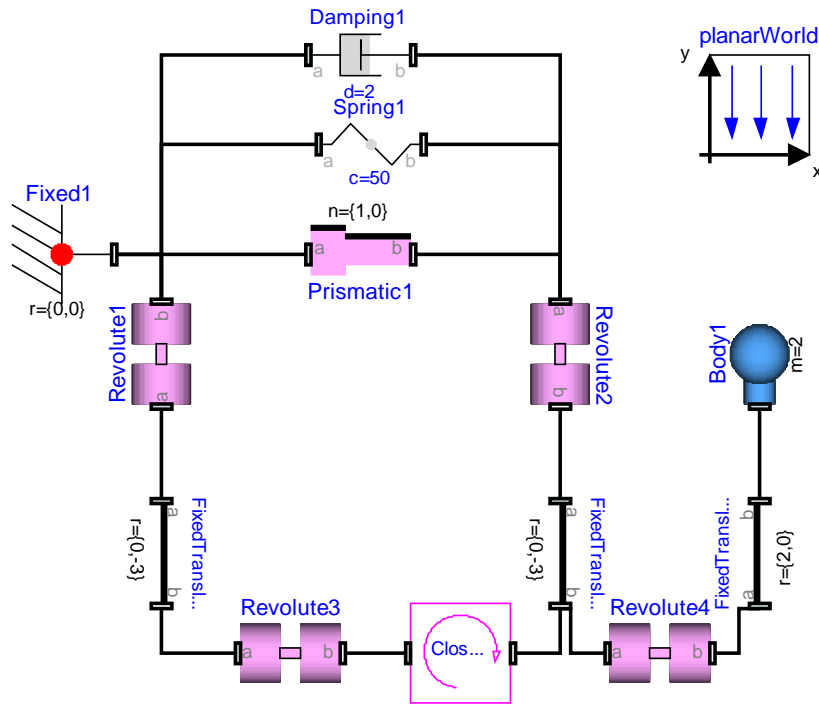 Damping1
a
b
d=2
planarWorld
y
x
Spring1
a
b
c=50
Fixed1
r={0,0}
n={1,0}
a
b
Prismatic1
Revolute1
b
a
Revolute2
a
b
Body1
m=2
FixedTransl...
a
b
r={0,-3}
FixedTransl...
a
b
r={0,-3}
FixedTransl...
b
a
r={2,0}
Revolute3
a
b
Clos...
Revolute4
a
b